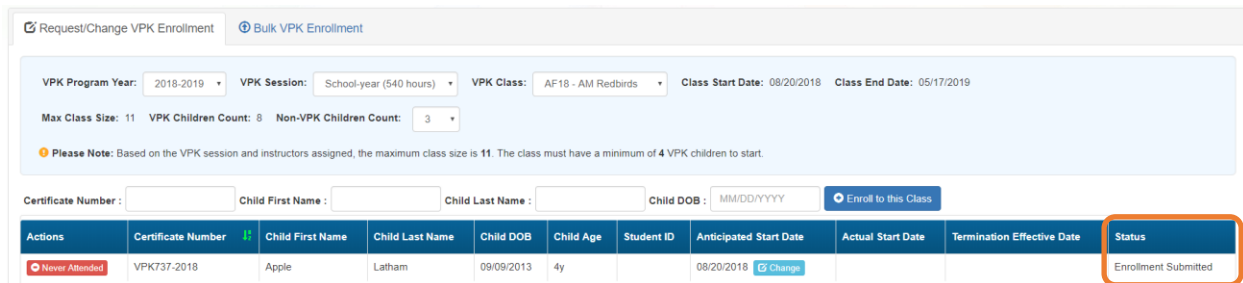 Request/Change VPK Enrollment Bulk VPK Enrollment
VPK Program Year: 2018-2019 VPK Session: School-year (540 hours) VPK Class: AF18 - AM Redbirds Class Start Date: 08/20/2018 Class End Date: 05/17/2019
Max Class Size: 11 VPK Children Count: 8 Non-VPK Children Count: 3
Please Note: Based on the VPK session and instructors assigned, the maximum class size is 11. The class must have a minimum of 4 VPK children to start.
Certificate Number : Child First Name : Child Last Name : Child DOB : MM/DD/YYYY Enroll to this Class
Actions Certificate Number Child First Name Child Last Name Child DOB Child Age Student ID Anticipated Start Date Actual Start Date Termination Effective Date Status
Never Attended VPK737-2018 Apple Latham 09/09/2013 4y 08/20/2018 Change Enrollment Submitted